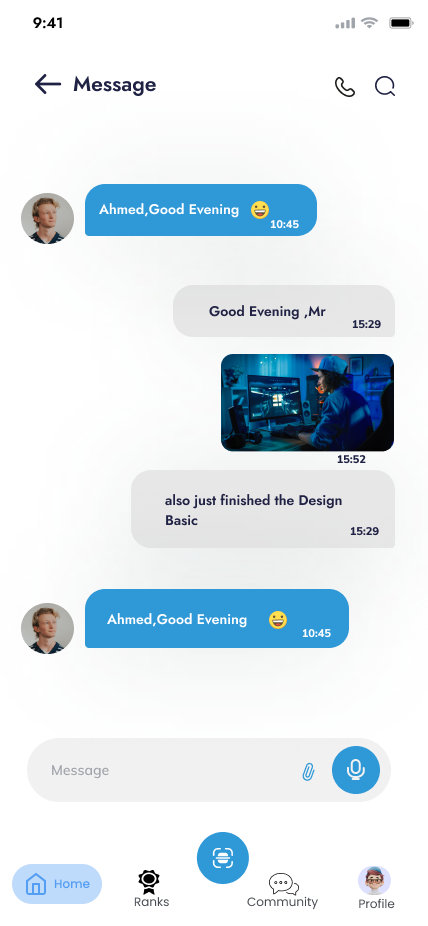 9:41
Message
Ahmed,Good Evening 😀
10:45
Good Evening ,Mr
15:29
15:52
also just finished the Design
Basic
15:29
Ahmed,Good Evening 😀
10:45
Message
Home
Ranks
Community
Profile